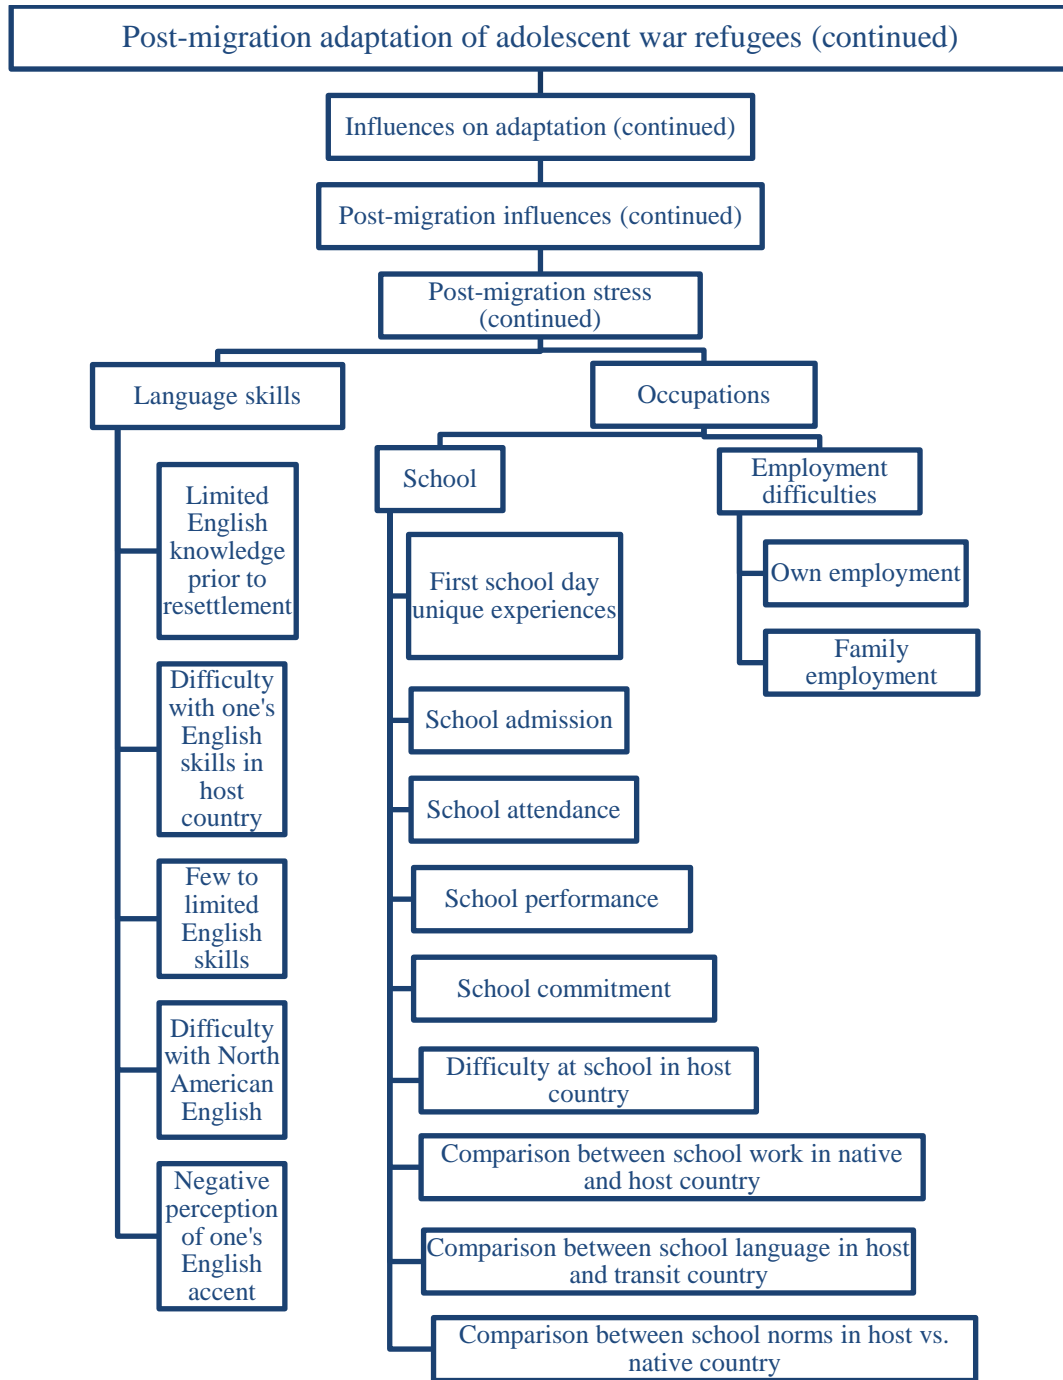 Post-migration adaptation of adolescent war refugees (continued)
Influences on adaptation (continued)
Post-migration influences (continued)
Post-migration stress
(continued)
Language skills
Limited
English
knowledge
prior to
resettlement
Difficulty
with one's
English
skills in
host
country
Few to
limited
English
skills
Difficulty
with North
American
English
Negative
perception
of one's
English
accent
Occupations
School
First school day
unique experiences
School admission
School attendance
School performance
School commitment
Difficulty at school in host
country
Comparison between school work in native
and host country
Comparison between school language in host
and transit country
Comparison between school norms in host vs.
native country
Employment
difficulties
Own employment
Family
employment